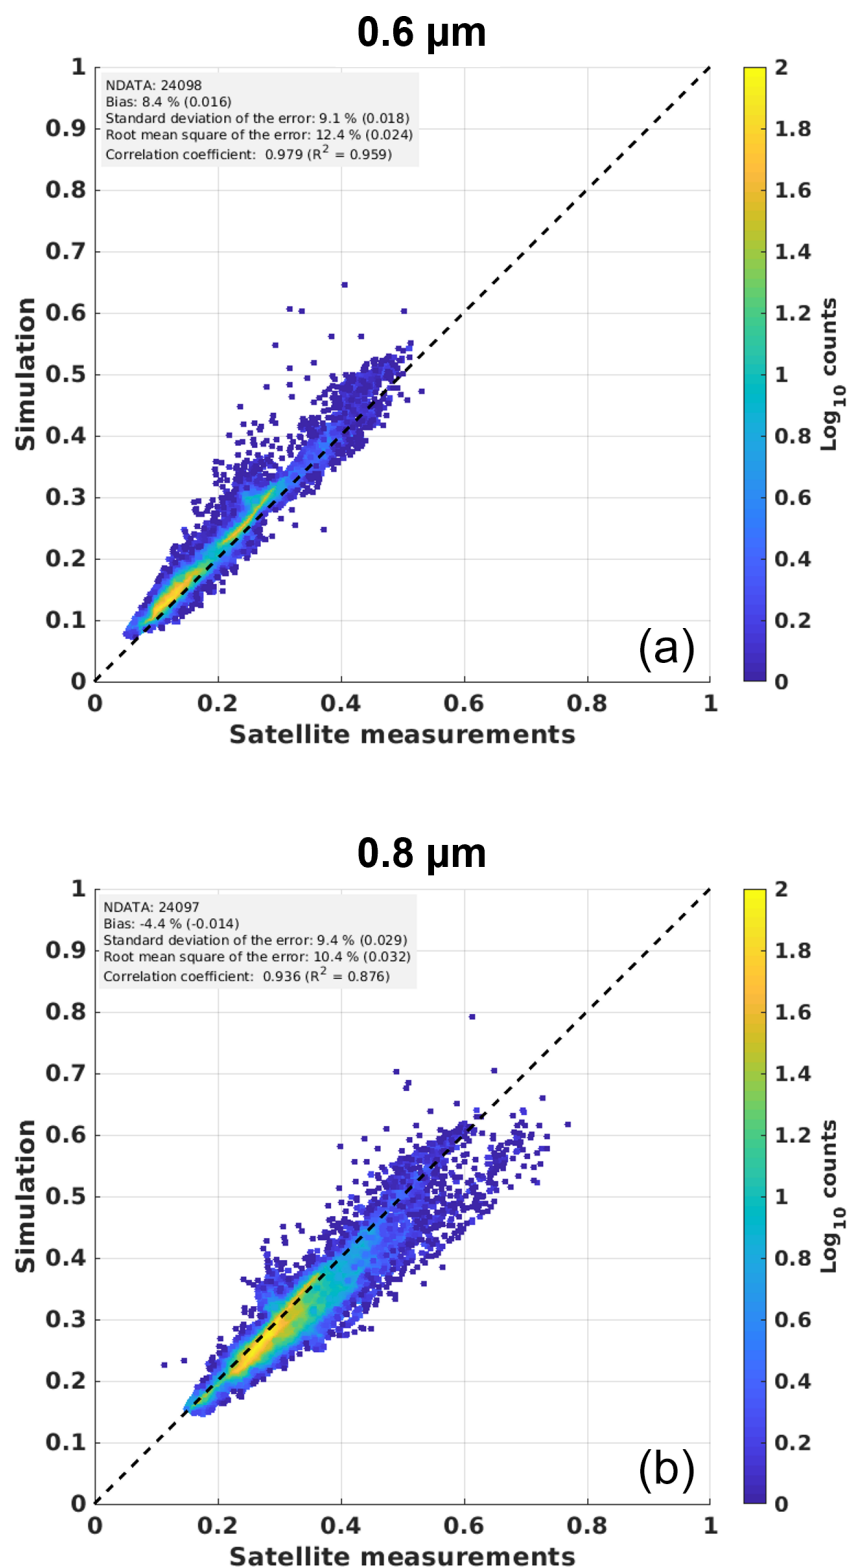 0.6 µm
NDATA: 24098
Bias: 8.4 % (0.016)
Standard deviation of the error: 9.1 % (0.018)
Root mean square of the error: 12.4 % (0.024)
Correlation coefficient:  0.979 (R2 = 0.959)
1
0.9
0.8
0.7
0.6
0.5
0.4
0.3
0.2
0.1
0
Simulation
0 0.2 0.4 0.6 0.8 1
Satellite measurements
(a)
2
1.8
1.6
1.4
1.2
1
0.8
0.6
0.4
0.2
0
Log10 counts
0.8 µm
NDATA: 24097
Bias: -4.4 % (-0.014)
Standard deviation of the error: 9.4 % (0.029)
Root mean square of the error: 10.4 % (0.032)
Correlation coefficient:  0.936 (R2 = 0.876)
1
0.9
0.8
0.7
0.6
0.5
0.4
0.3
0.2
0.1
0
Simulation
0 0.2 0.4 0.6 0.8 1
Satellite measurements
(b)
2
1.8
1.6
1.4
1.2
1
0.8
0.6
0.4
0.2
0
Log10 counts